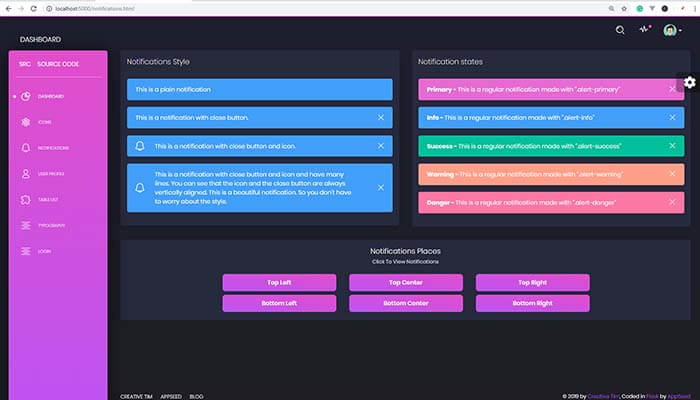 localhost:5000/notifications.html
DASHBOARD
SRC SOURCE CODE
DASHBOARD
ICONS
NOTIFICATIONS
USER PROFILE
TABLE LIST
TYPOGRAPHY
LOGIN
Notifications Style
This is a plain notification
This is a notification with close button.
This is a notification with close button and icon.
This is a notification with close button and icon and have many
lines. You can see that the icon and the close button are always
vertically aligned. This is a beautiful notification. So you don't have
to worry about the style.
Notification states
Primary - This is a regular notification made with ".alert-primary"
Info - This is a regular notification made with ".alert-info"
Success - This is a regular notification made with ".alert-success"
Warning - This is a regular notification made with ".alert-warning"
Danger - This is a regular notification made with ".alert-danger"
Notifications Places
Click To View Notifications
Top Left Top Center Top Right
Bottom Left Bottom Center Bottom Right
CREATIVE TIM APPSEED BLOG
© 2019 by Creative Tim, Coded in Flask by AppSeed